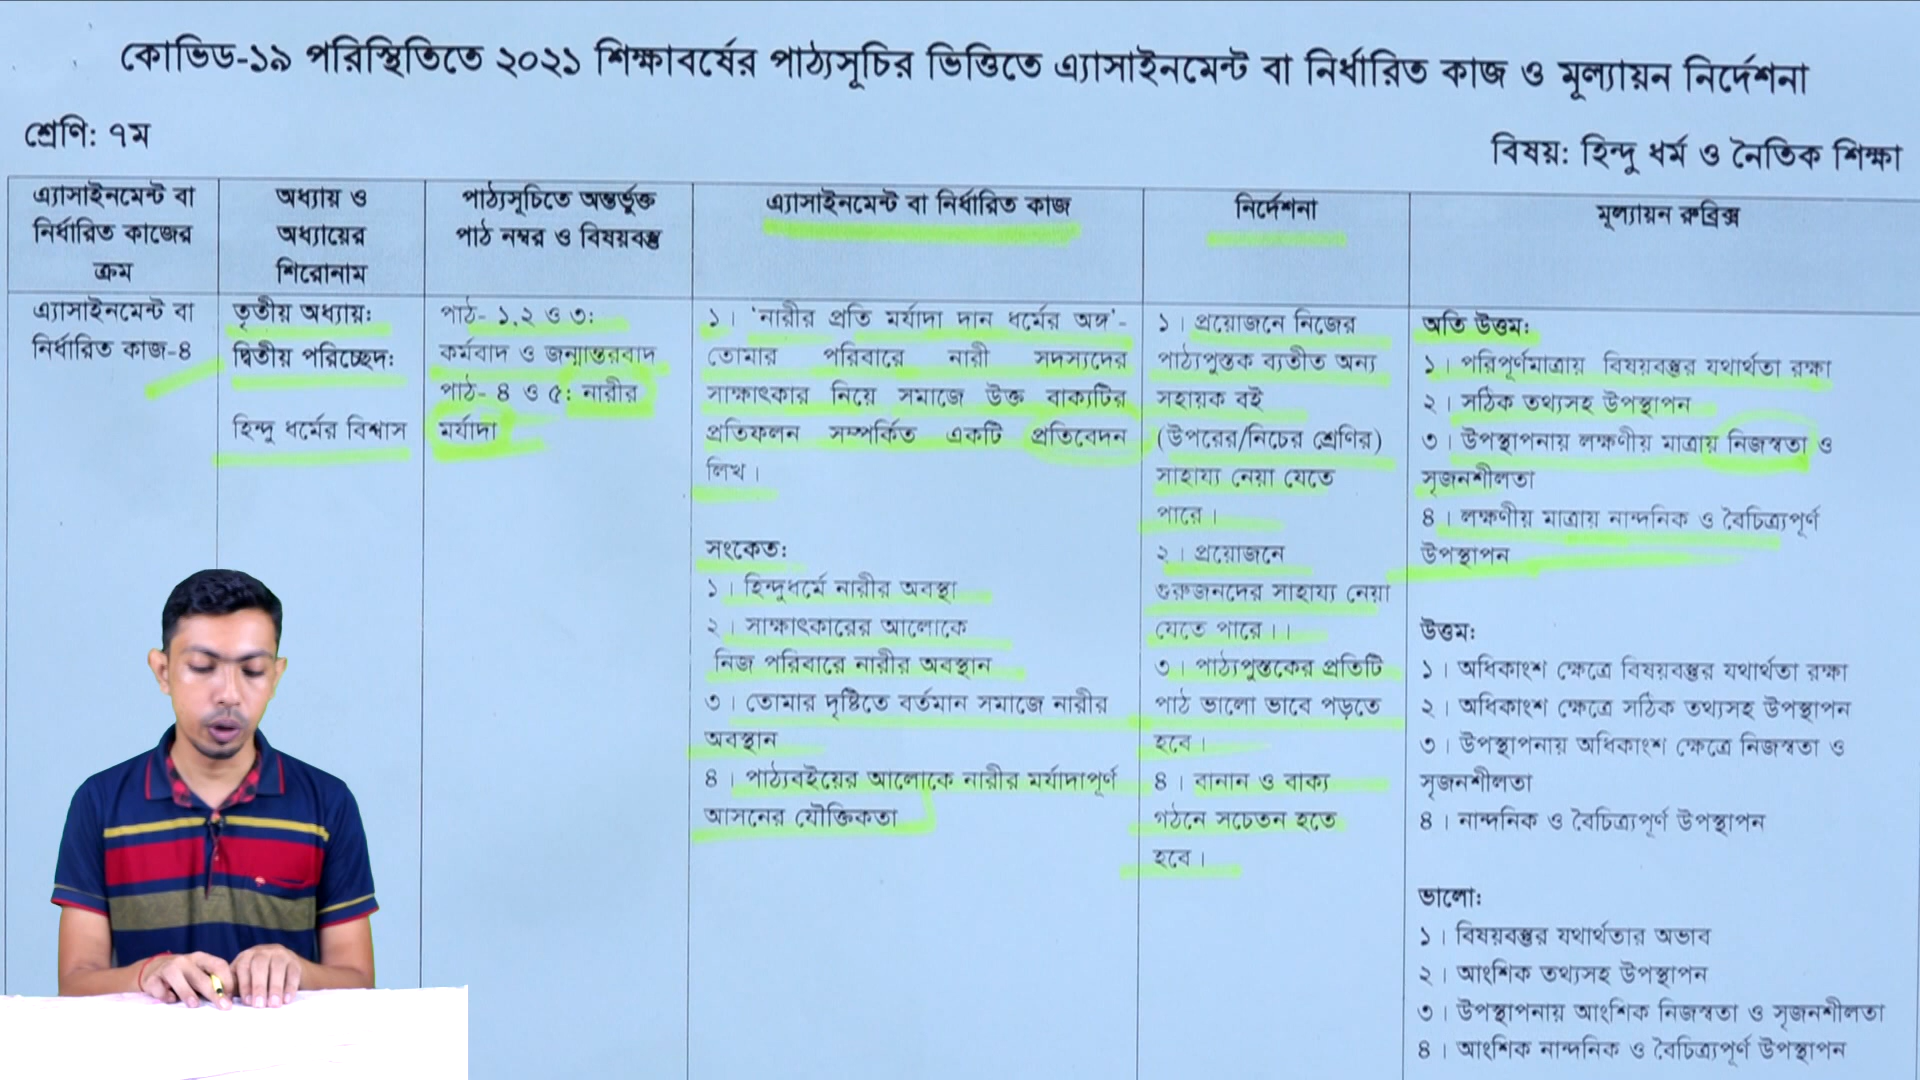 কোভিড-১৯ পরিস্থিতিতে ২০২১ শিক্ষাবর্ষের পাঠ্যসূচির ভিত্তিতে এ্যাসাইনমেন্ট বা নির্ধারিত কাজ ও মূল্যায়ন নির্দেশনা
শ্রেণি: ৭ম
বিষয়: হিন্দু ধর্ম ও নৈতিক শিক্ষা
এ্যাসাইনমেন্ট বা
নির্ধারিত কাজের
ক্রম
অধ্যায় ও
অধ্যায়ের
শিরোনাম
পাঠ্যসূচিতে অন্তর্ভুক্ত
পাঠ নম্বর ও বিষয়বস্তু
এ্যাসাইনমেন্ট বা নির্ধারিত কাজ
নির্দেশনা
মূল্যায়ন রুব্রিক্স
এ্যাসাইনমেন্ট বা
নির্ধারিত কাজ-৪
তৃতীয় অধ্যায়:
দ্বিতীয় পরিচ্ছেদ:
হিন্দু ধর্মের বিশ্বাস
পাঠ- ১,২ ও ৩:
কর্মবাদ ও জন্মান্তরবাদ
পাঠ- ৪ ও ৫: নারীর
মর্যাদা
১। 'নারীর প্রতি মর্যাদা দান ধর্মের অঙ্গ'-
তোমার পরিবারে নারী সদস্যদের
সাক্ষাৎকার নিয়ে সমাজে উক্ত বাক্যটির
প্রতিফলন সম্পর্কিত একটি প্রতিবেদন
লিখ।
সংকেত:
১। হিন্দুধর্মে নারীর অবস্থা
২। সাক্ষাৎকারের আলোকে
নিজ পরিবারে নারীর অবস্থান
৩। তোমার দৃষ্টিতে বর্তমান সমাজে নারীর
অবস্থান
৪। পাঠ্যবইয়ের আলোকে নারীর মর্যাদাপূর্ণ
আসনের যৌক্তিকতা
১। প্রয়োজনে নিজের
পাঠ্যপুস্তক ব্যতীত অন্য
সহায়ক বই
(উপরের/নিচের শ্রেণির)
সাহায্য নেয়া যেতে
পারে।
২। প্রয়োজনে
গুরুজনদের সাহায্য নেয়া
যেতে পারে।।
৩। পাঠ্যপুস্তকের প্রতিটি
পাঠ ভালো ভাবে পড়তে
হবে।
৪। বানান ও বাক্য
গঠনে সচেতন হতে
হবে।
অতি উত্তম:
১। পরিপূর্ণমাত্রায় বিষয়বস্তুর যথার্থতা রক্ষা
২। সঠিক তথ্যসহ উপস্থাপন
৩। উপস্থাপনায় লক্ষণীয় মাত্রায় নিজস্বতা ও
সৃজনশীলতা
৪। লক্ষণীয় মাত্রায় নান্দনিক ও বৈচিত্র্যপূর্ণ
উপস্থাপন
উত্তম:
১। অধিকাংশ ক্ষেত্রে বিষয়বস্তুর যথার্থতা রক্ষা
২। অধিকাংশ ক্ষেত্রে সঠিক তথ্যসহ উপস্থাপন
৩। উপস্থাপনায় অধিকাংশ ক্ষেত্রে নিজস্বতা ও
সৃজনশীলতা
৪। নান্দনিক ও বৈচিত্র্যপূর্ণ উপস্থাপন
ভালো:
১। বিষয়বস্তুর যথার্থতার অভাব
২। আংশিক তথ্যসহ উপস্থাপন
৩। উপস্থাপনায় আংশিক নিজস্বতা ও সৃজনশীলতা
৪। আংশিক নান্দনিক ও বৈচিত্র্যপূর্ণ উপস্থাপন